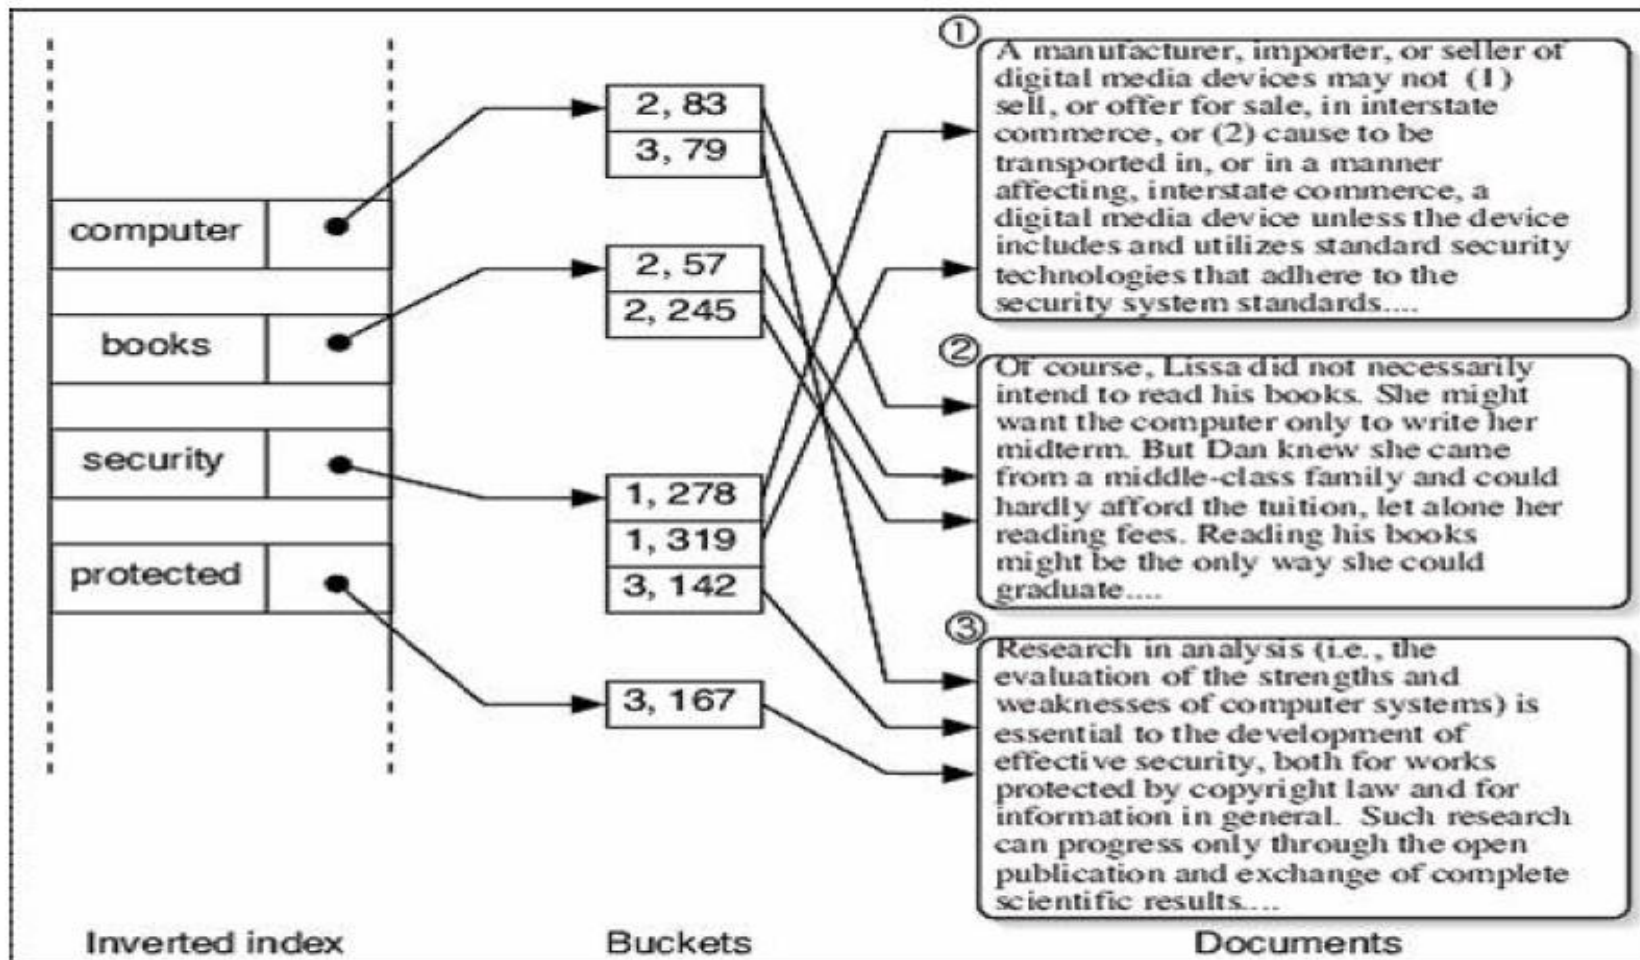 computer
books
security
protected
Inverted index
2, 83
3, 79
2, 57
2, 245
1, 278
1, 319
3, 142
3, 167
Buckets
①
A manufacturer, importer, or seller of
digital media devices may not (1)
sell, or offer for sale, in interstate
commerce, or (2) cause to be
transported in, or in a manner
affecting, interstate commerce, a
digital media device unless the device
includes and utilizes standard security
technologies that adhere to the
security system standards....
②
Of course, Lissa did not necessarily
intend to read his books. She might
want the computer only to write her
midterm. But Dan knew she came
from a middle-class family and could
hardly afford the tuition, let alone her
reading fees. Reading his books
might be the only way she could
graduate....
③
Research in analysis (i.e., the
evaluation of the strengths and
weaknesses of computer systems) is
essential to the development of
effective security, both for works
protected by copyright law and for
information in general. Such research
can progress only through the open
publication and exchange of complete
scientific results....
Documents